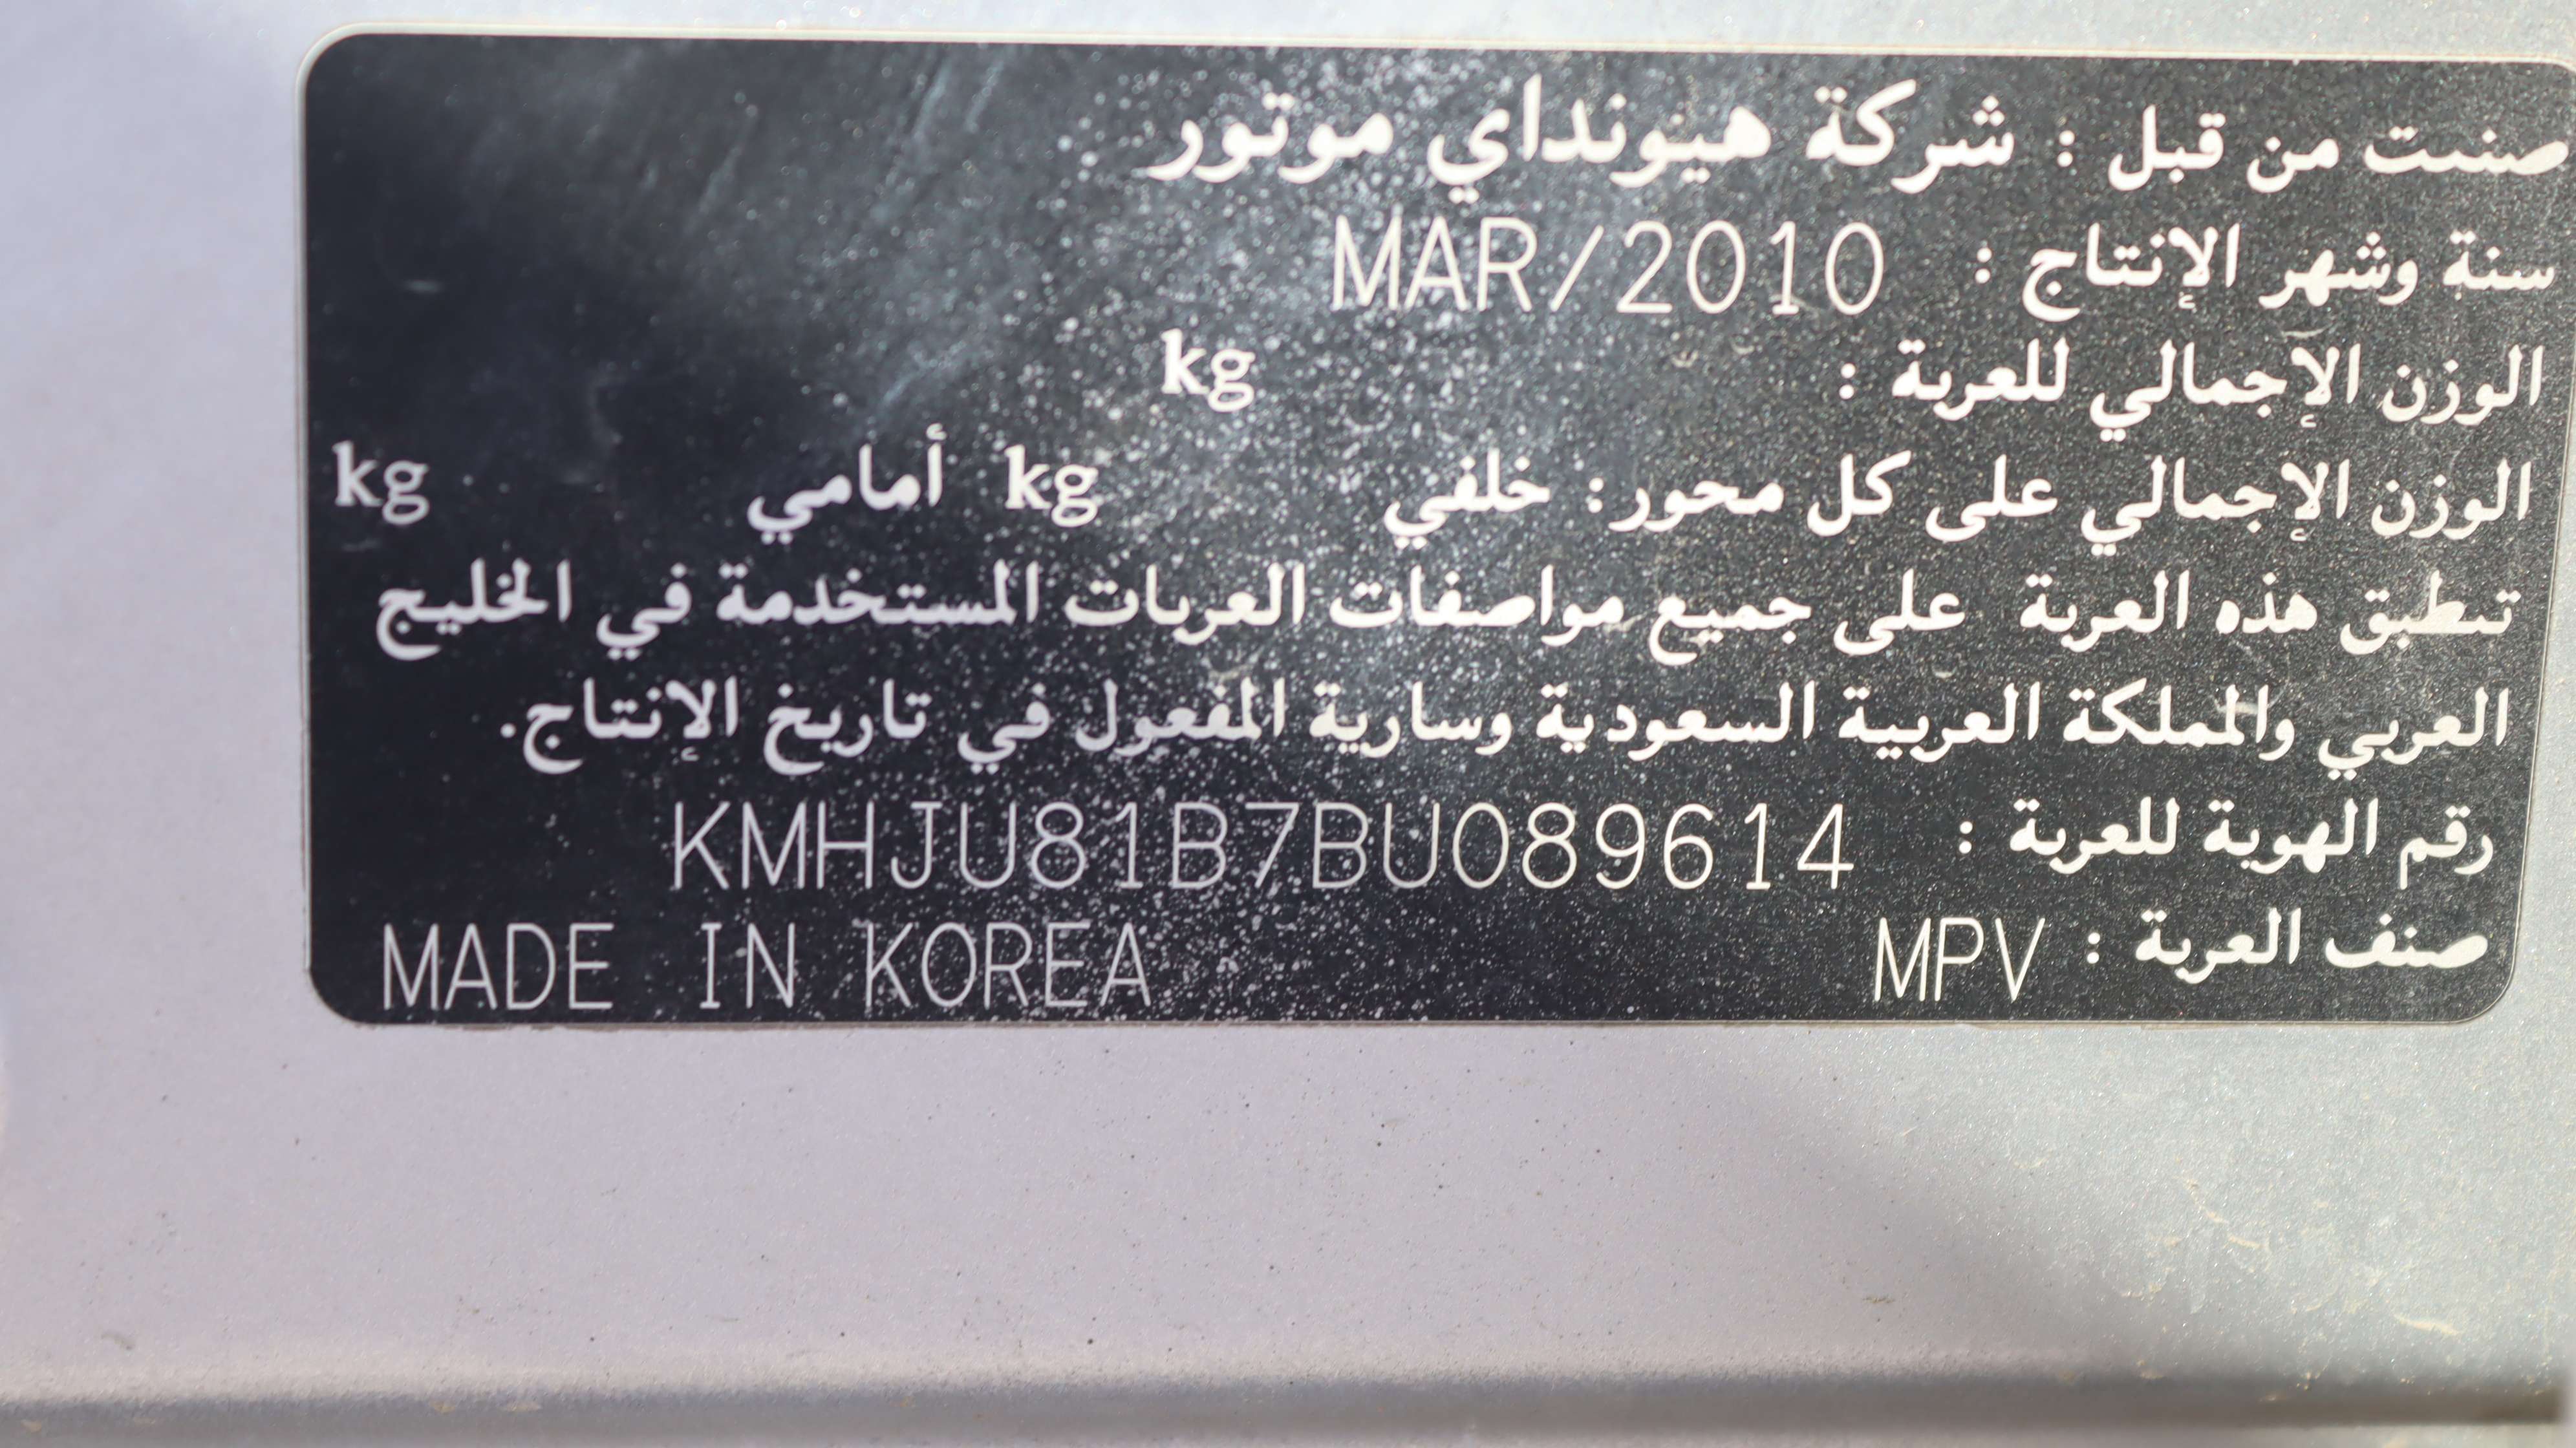 صنعت من قبل : شركة هيونداي موتور
سنة وشهر الإنتاج : MAR/2010
الوزن الإجمالي للعربة : kg
الوزن الإجمالي على كل محور: خلفي kg أمامي kg
تنطبق هذه العربة على جميع مواصفات العربات المستخدمة في الخليج
العربي والمملكة العربية السعودية وسارية المفعول في تاريخ الإنتاج.
رقم الهوية للعربة : KMHJU81B7BU089614
صنف العربة : MPV MADE IN KOREA